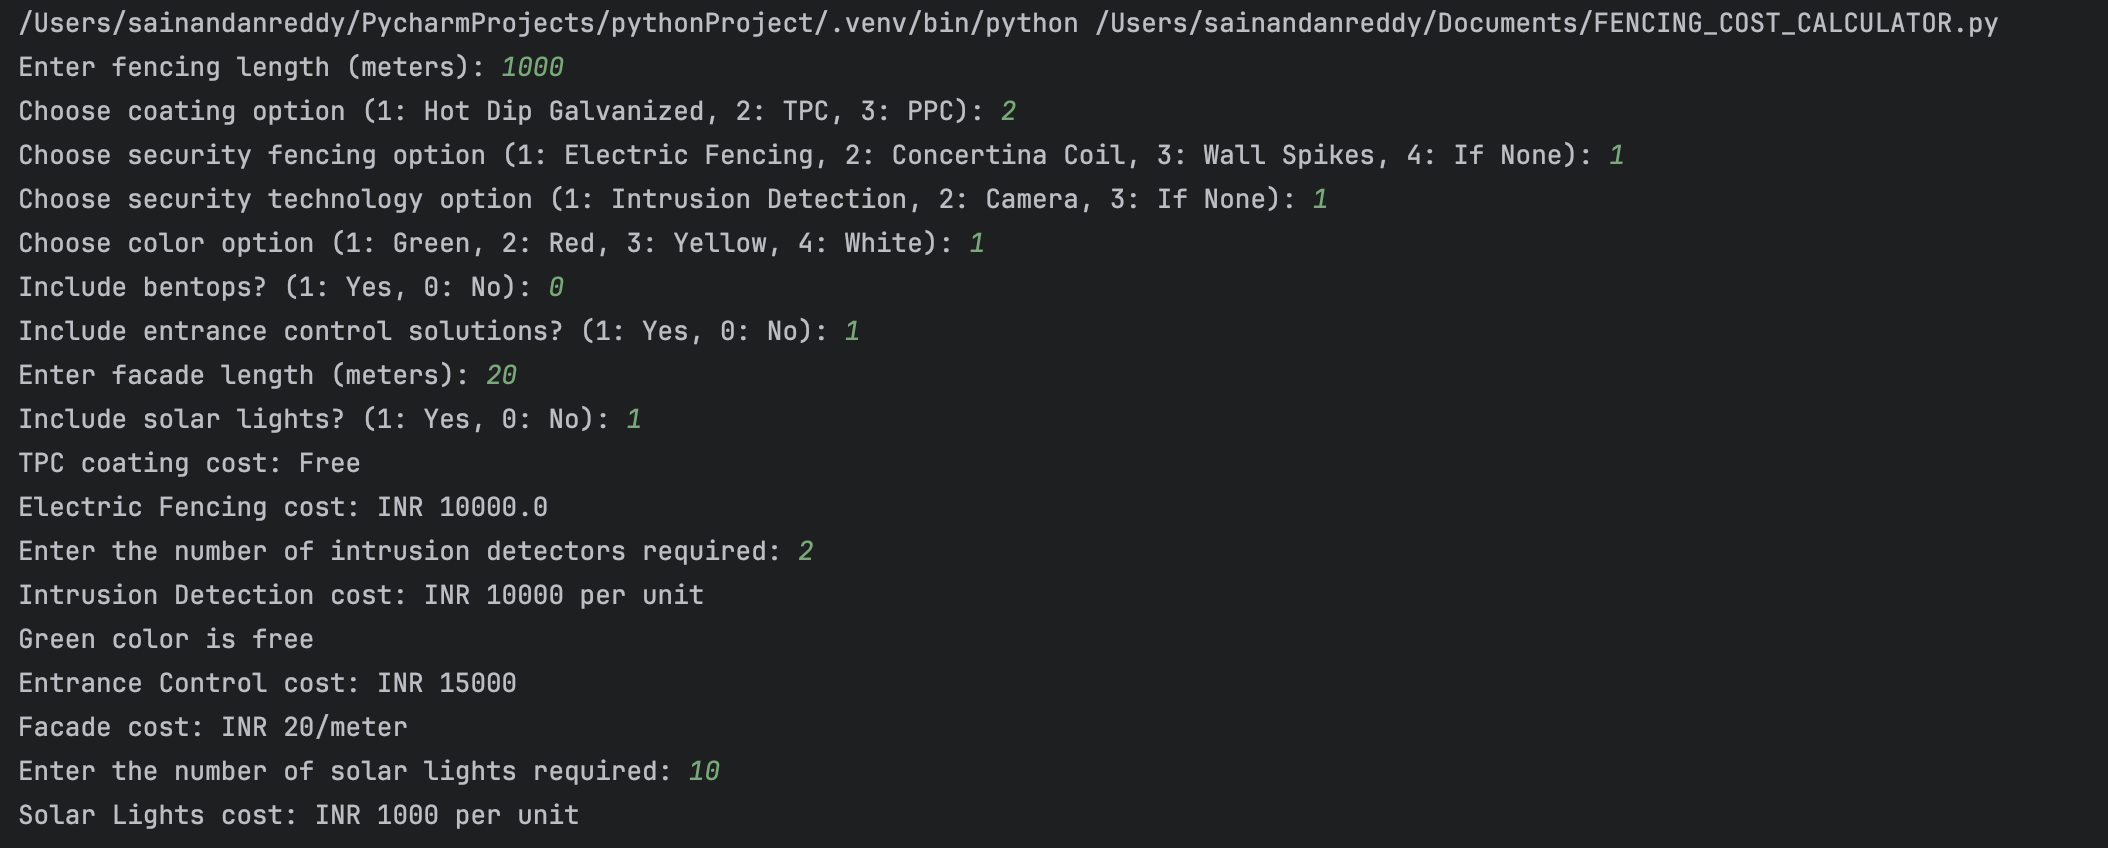 /Users/sainandanreddy/PycharmProjects/pythonProject/.venv/bin/python /Users/sainandanreddy/Documents/FENCING_COST_CALCULATOR.py
Enter fencing length (meters): 1000
Choose coating option (1: Hot Dip Galvanized, 2: TPC, 3: PPC): 2
Choose security fencing option (1: Electric Fencing, 2: Concertina Coil, 3: Wall Spikes, 4: If None): 1
Choose security technology option (1: Intrusion Detection, 2: Camera, 3: If None): 1
Choose color option (1: Green, 2: Red, 3: Yellow, 4: White): 1
Include bentops? (1: Yes, 0: No): 0
Include entrance control solutions? (1: Yes, 0: No): 1
Enter facade length (meters): 20
Include solar lights? (1: Yes, 0: No): 1
TPC coating cost: Free
Electric Fencing cost: INR 10000.0
Enter the number of intrusion detectors required: 2
Intrusion Detection cost: INR 10000 per unit
Green color is free
Entrance Control cost: INR 15000
Facade cost: INR 20/meter
Enter the number of solar lights required: 10
Solar Lights cost: INR 1000 per unit